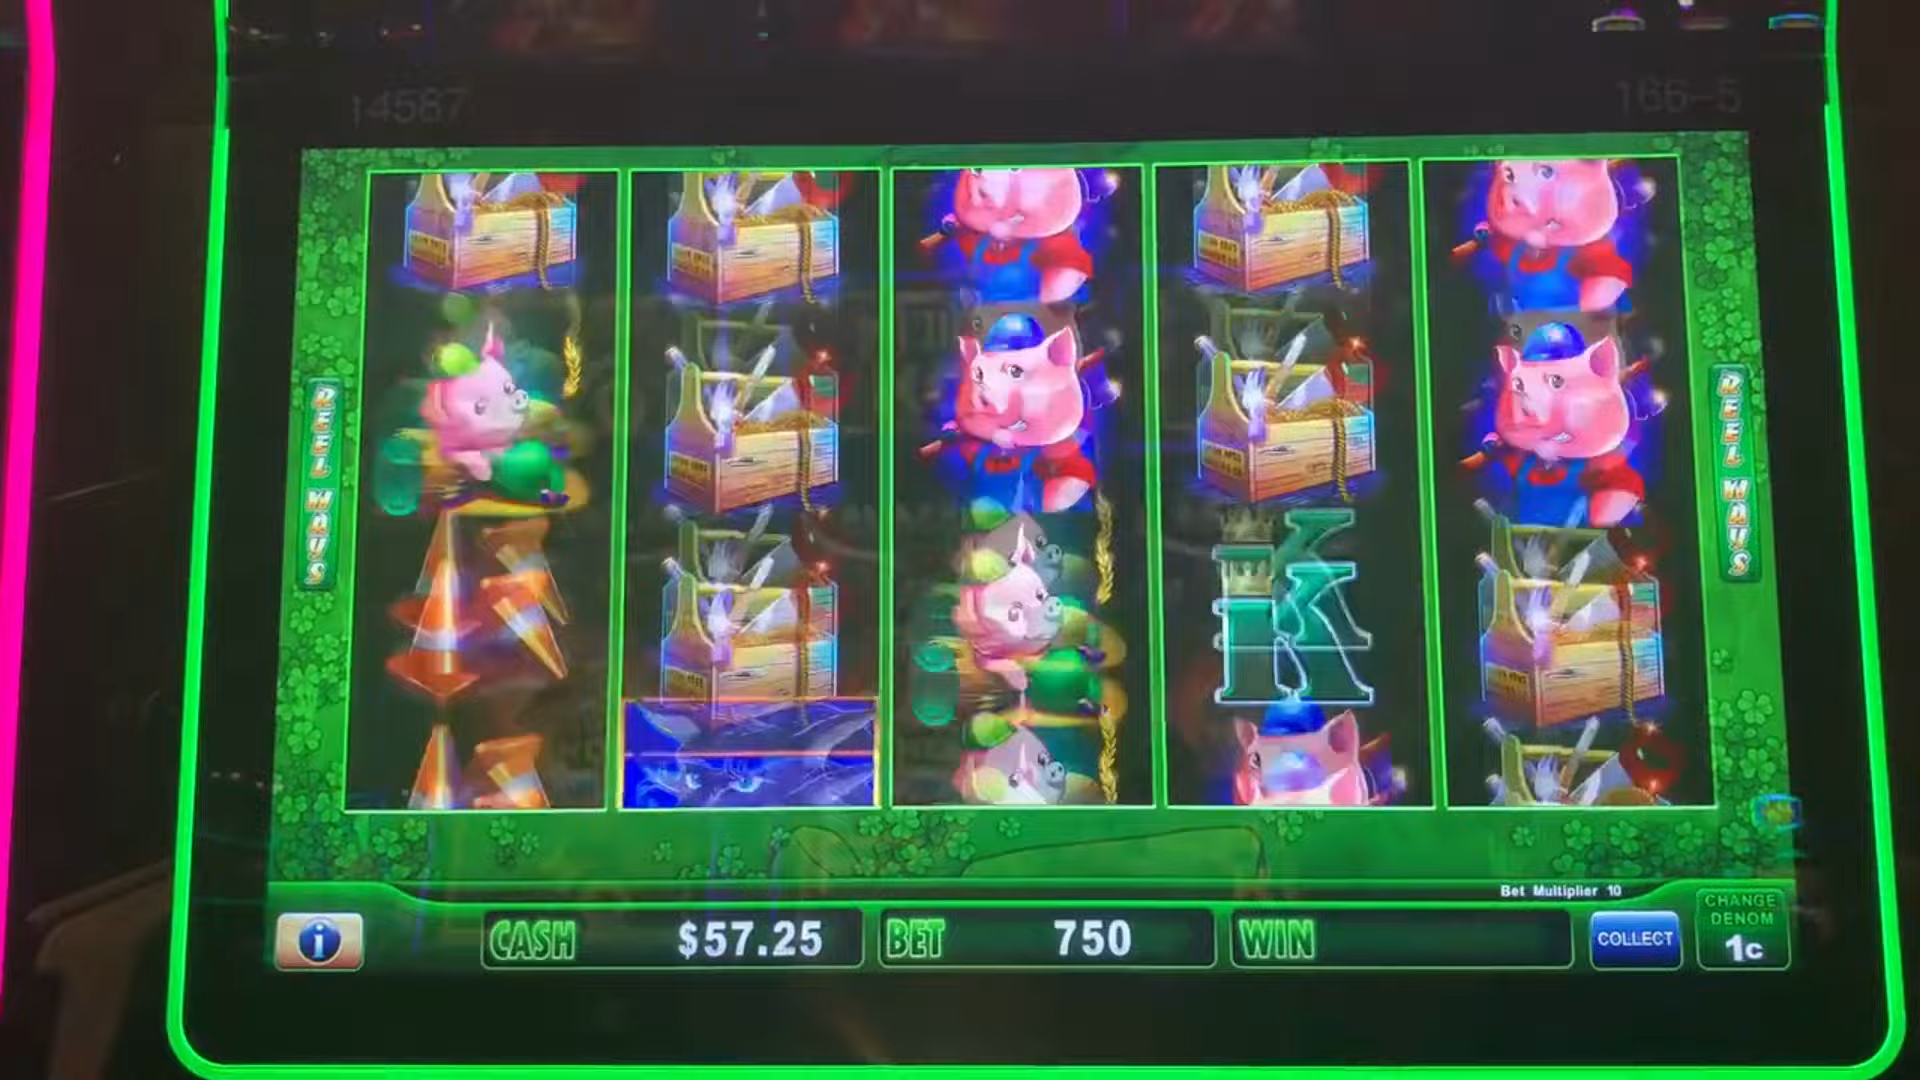 14587
166-5
REEL WAYS
REEL WAYS
K
Bet Multiplier 10
CHANGE
DENOM
1c
CASH $57.25
BET 750
WIN
COLLECT
i